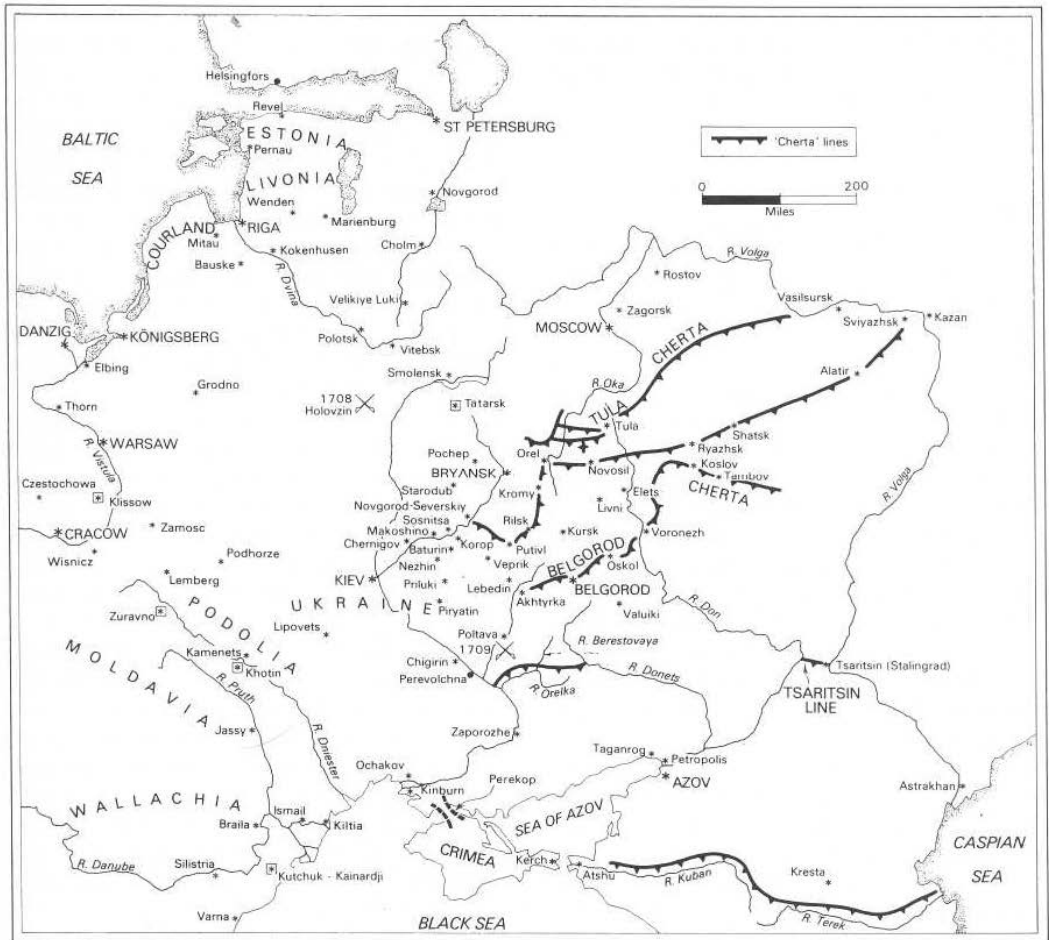 Helsingfors
Revel
ST PETERSBURG
BALTIC
SEA
ESTONIA
Pernau
LIVONIA
'Cherta' lines
0
200
Miles
Novgorod
Wenden
Marienburg
COURLAND
RIGA
Mitau
Kokenhusen
Cholm
R. Volga
Bauske
R. Dvina
Rostov
Velikiye Luki
Zagorsk
Vasilsursk
Sviyazhsk
Kazan
DANZIG
KÖNIGSBERG
MOSCOW
CHERTA
Polotsk
Vitebsk
Elbing
Smolensk
Alatir
Grodno
R. Oka
1708
Holovzin
Tatarsk
Thorn
TULA
Tula
Shatsk
WARSAW
R. Vistula
Pochep
Orel
Ryazhsk
BRYANSK
Novosil
Koslov
Tambov
CHERTA
R. Volga
Czestochowa
Klissow
Starodub
Kromy
Elets
Livni
Novgorod-Severskiy
Sosnitsa
Rilsk
CRACOW
Zamosc
Makoshino
Kursk
Voronezh
Chernigov
Korop
Putivl
BELGOROD
Wisnicz
Podhorze
Baturin
Veprik
Oskol
Nezhin
Lemberg
KIEV
Priluki
Lebedin
BELGOROD
Akhtyrka
UKRAINE
Piryatin
Valuiki
R. Don
Zuravno
PODOLIA
Lipovets
Poltava
1709
R. Berestovaya
MOLDAVIA
Kamenets
Khotin
Chigirin
Perevolchna
R. Donets
Tsaritsin (Stalingrad)
R. Pruth
R. Orelka
TSARITSIN
LINE
Jassy
R. Dniester
Zaporozhe
Taganrog
Petropolis
Ochakov
Perekop
AZOV
Astrakhan
Kinburn
WALLACHIA
Ismail
SEA OF AZOV
Braila
Kiltia
CRIMEA
CASPIAN
SEA
Kerch
Atshu
R. Kuban
Kresta
R. Danube
Silistria
Kutchuk - Kainardji
R. Terek
Varna
BLACK SEA